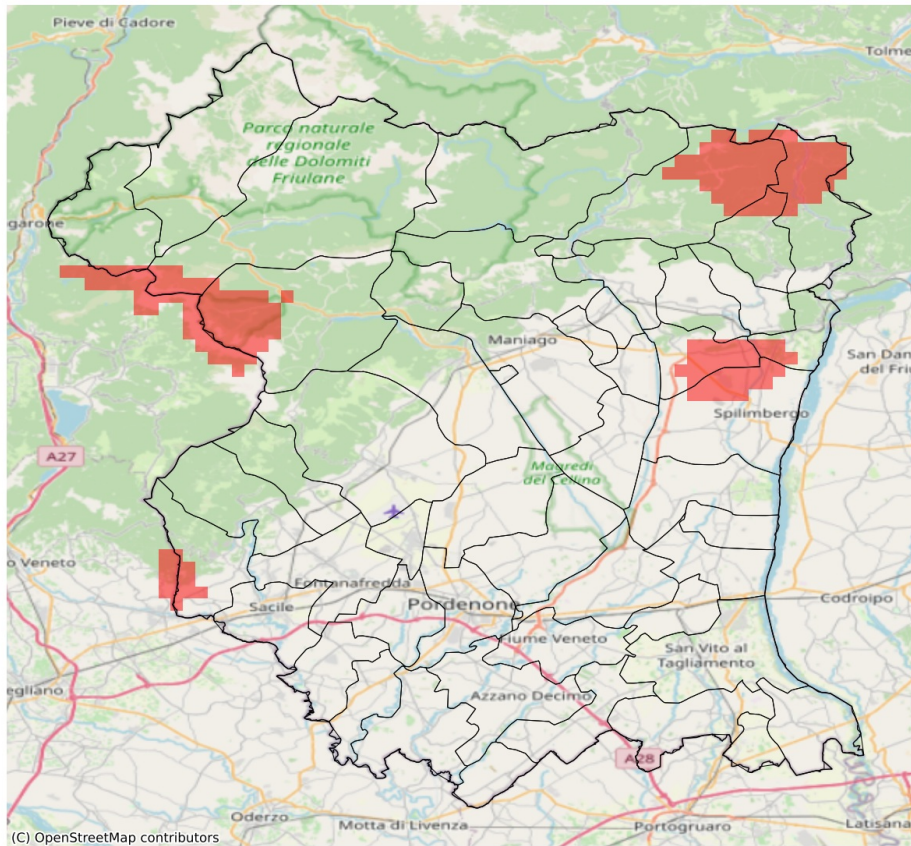 Pieve di Cadore
Tolme
Parco naturale
regionale
delle Dolomiti
Friulane
garone
Maniago
San Dan
del Friu
Spilimbergo
A27
Magredi
del Cellina
o Veneto
Fontanafredda
Sacile
Pordenone
Codroipo
Fiume Veneto
San Vito al
Tagliamento
egliano
Azzano Decimo
A28
Oderzo
Motta di Livenza
Portogruaro
Latisana
(C) OpenStreetMap contributors